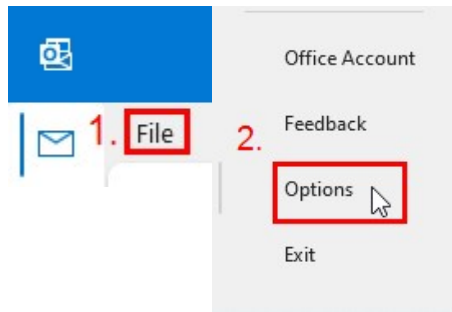 1. File
2.
Office Account
Feedback
Options
Exit